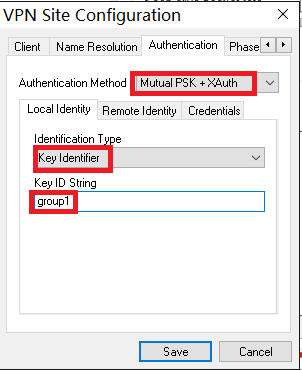 VPN Site Configuration
Client Name Resolution Authentication Phase
Authentication Method Mutual PSK + XAuth
Local Identity Remote Identity Credentials
Identification Type
Key Identifier
Key ID String
group1
Save Cancel